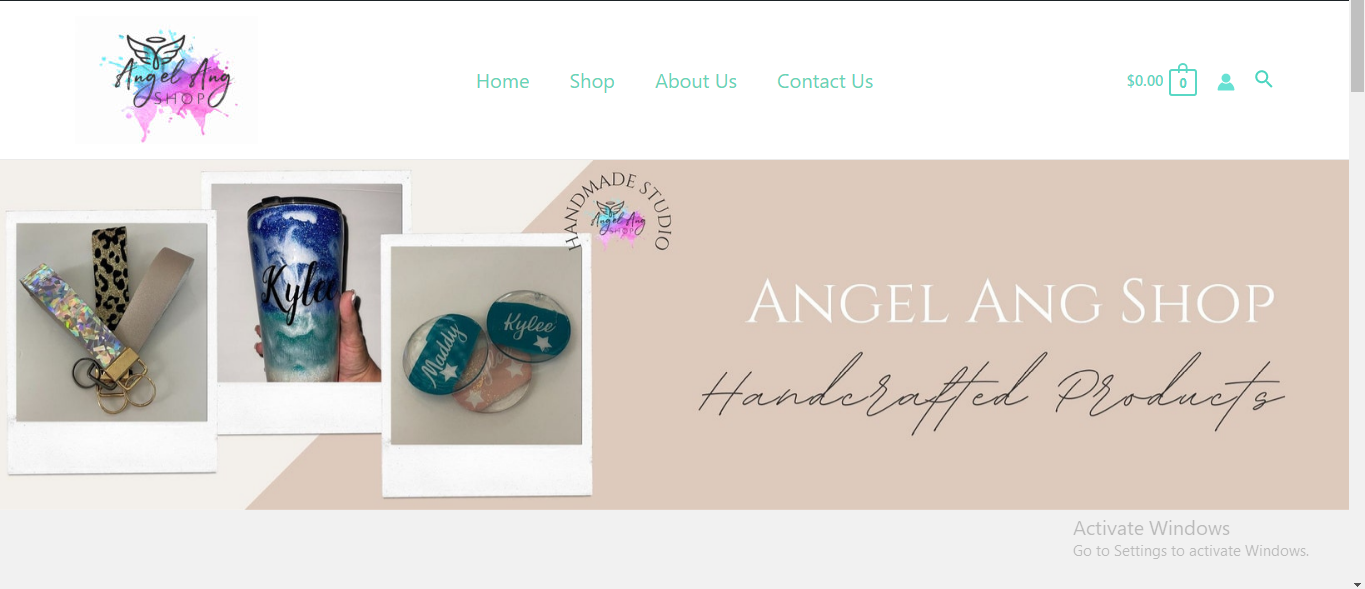 Angel Ang
SHOP
Home
Shop
About Us
Contact Us
$0.00
0
HANDMADE STUDIO
Angel Ang
Kylee
Maddy
Kylee
ANGEL ANG SHOP
Handcrafted Products
Activate Windows
Go to Settings to activate Windows.